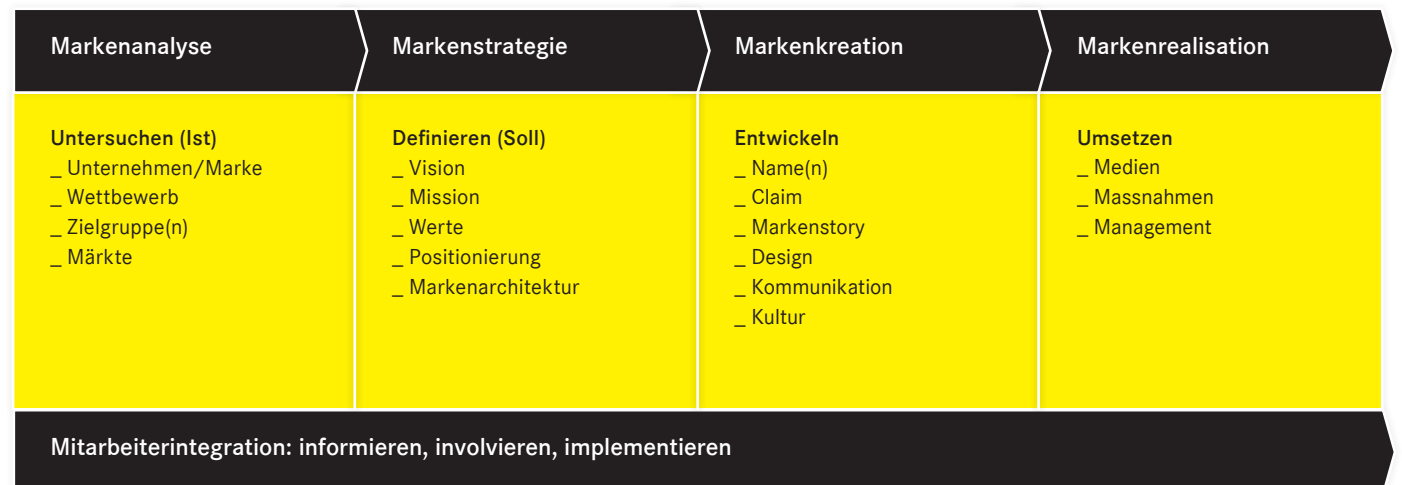 Markenanalyse
Markenstrategie
Markenkreation
Markenrealisation
Untersuchen (Ist)
_ Unternehmen/Marke
_ Wettbewerb
_ Zielgruppe(n)
_ Märkte
Definieren (Soll)
_ Vision
_ Mission
_ Werte
_ Positionierung
_ Markenarchitektur
Entwickeln
_ Name(n)
_ Claim
_ Markenstory
_ Design
_ Kommunikation
_ Kultur
Umsetzen
_ Medien
_ Massnahmen
_ Management
Mitarbeiterintegration: informieren, involvieren, implementieren